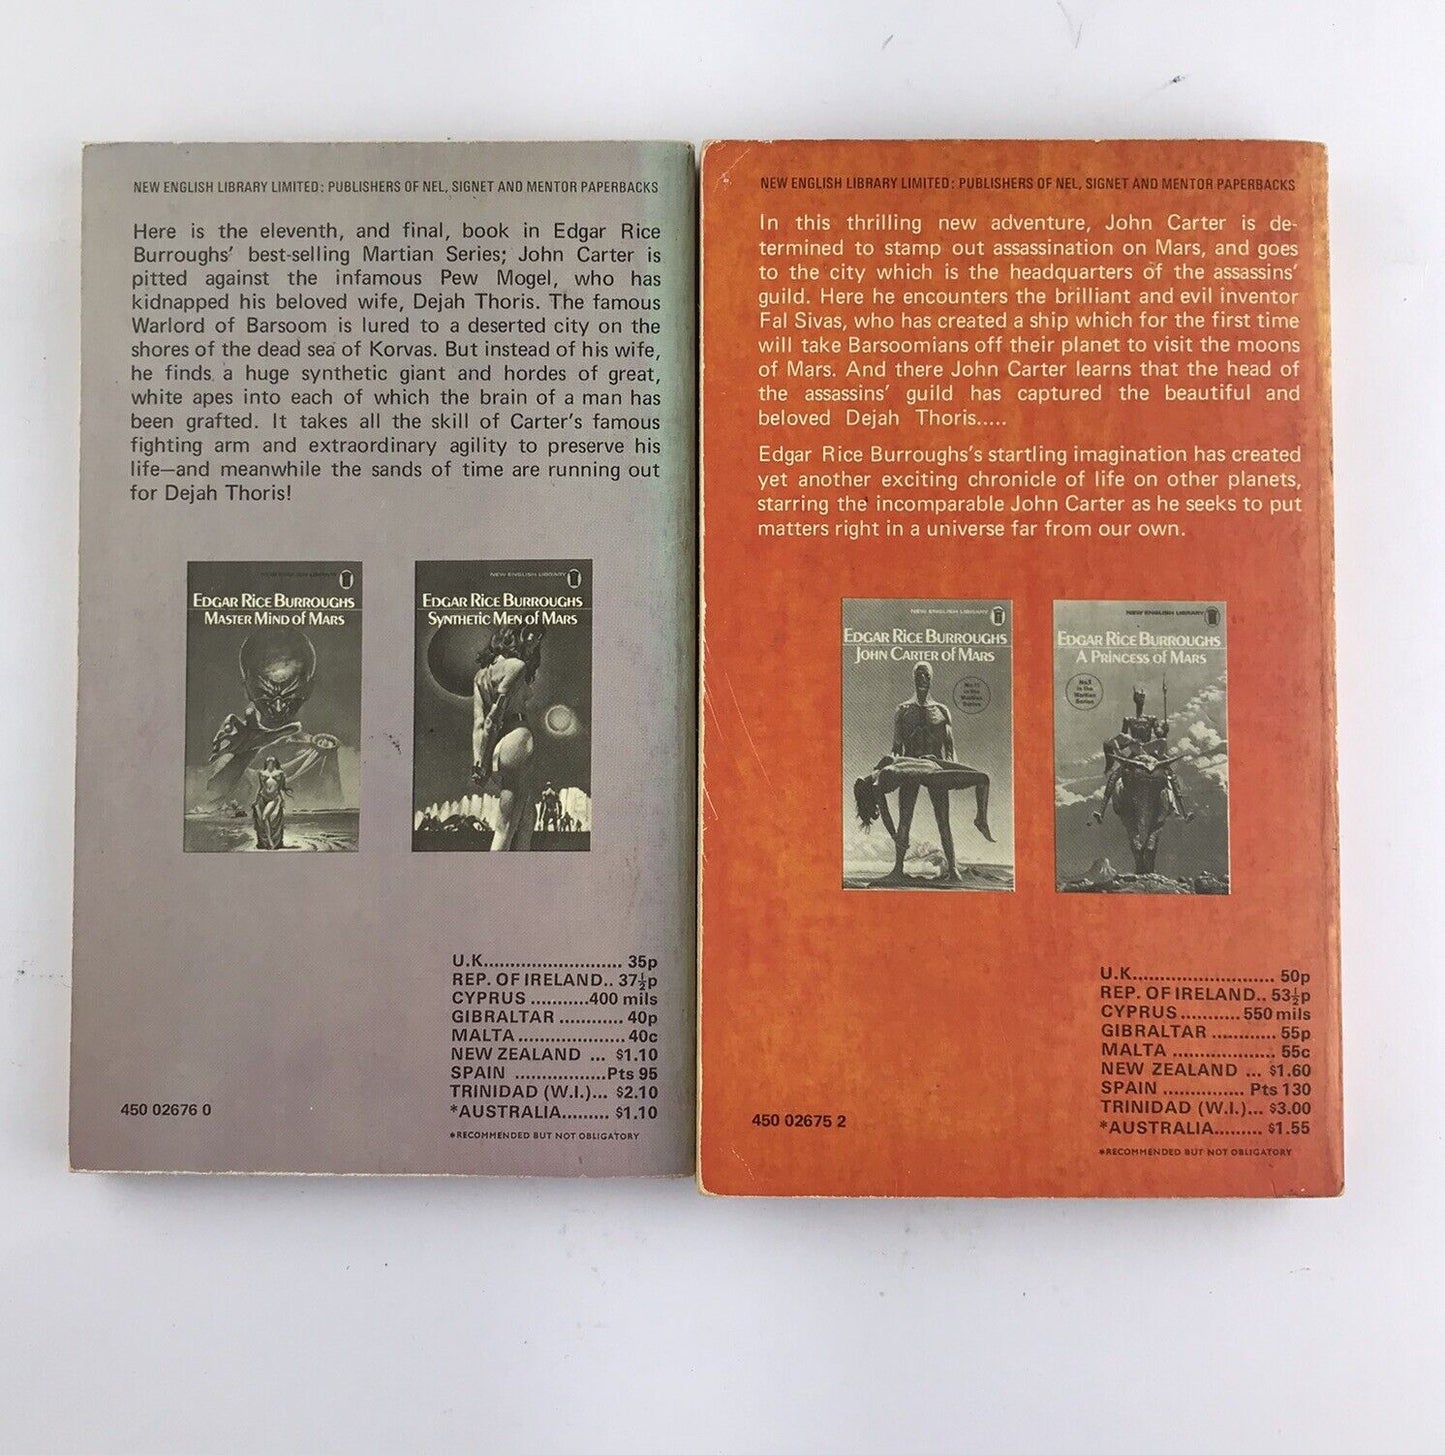 NEW ENGLISH LIBRARY LIMITED: PUBLISHERS OF NEL, SIGNET AND MENTOR PAPERBACKS
Here is the eleventh, and final, book in Edgar Rice
Burroughs' best-selling Martian Series; John Carter is
pitted against the infamous Pew Mogel, who has
kidnapped his beloved wife, Dejah Thoris. The famous
Warlord of Barsoom is lured to a deserted city on the
shores of the dead sea of Korvas. But instead of his wife,
he finds a huge synthetic giant and hordes of great,
white apes into each of which the brain of a man has
been grafted. It takes all the skill of Carter's famous
fighting arm and extraordinary agility to preserve his
life—and meanwhile the sands of time are running out
for Dejah Thoris!
NEW ENGLISH LIBRARY
EDGAR RICE BURROUGHS
MASTER MIND OF MARS
NEW ENGLISH LIBRARY
EDGAR RICE BURROUGHS
SYNTHETIC MEN OF MARS
U.K.......................... 35p
REP. OF IRELAND.. 37½p
CYPRUS ...........400 mils
GIBRALTAR ............ 40p
MALTA .................... 40c
NEW ZEALAND ... $1.10
SPAIN .................Pts 95
TRINIDAD (W.I.)... $2.10
*AUSTRALIA......... $1.10
*RECOMMENDED BUT NOT OBLIGATORY
450 02676 0
NEW ENGLISH LIBRARY LIMITED: PUBLISHERS OF NEL, SIGNET AND MENTOR PAPERBACKS
In this thrilling new adventure, John Carter is de-
termined to stamp out assassination on Mars, and goes
to the city which is the headquarters of the assassins'
guild. Here he encounters the brilliant and evil inventor
Fal Sivas, who has created a ship which for the first time
will take Barsoomians off their planet to visit the moons
of Mars. And there John Carter learns that the head of
the assassins' guild has captured the beautiful and
beloved Dejah Thoris.....
Edgar Rice Burroughs's startling imagination has created
yet another exciting chronicle of life on other planets,
starring the incomparable John Carter as he seeks to put
matters right in a universe far from our own.
NEW ENGLISH LIBRARY
EDGAR RICE BURROUGHS
JOHN CARTER OF MARS
in the
Martian
Series
NEW ENGLISH LIBRARY
EDGAR RICE BURROUGHS
A PRINCESS OF MARS
in the
Martian
Series
U.K.......................... 50p
REP. OF IRELAND.. 53½p
CYPRUS ...........550 mils
GIBRALTAR ............ 55p
MALTA .................... 55c
NEW ZEALAND ... $1.60
SPAIN ............... Pts 130
TRINIDAD (W.I.)... $3.00
*AUSTRALIA......... $1.55
*RECOMMENDED BUT NOT OBLIGATORY
450 02675 2